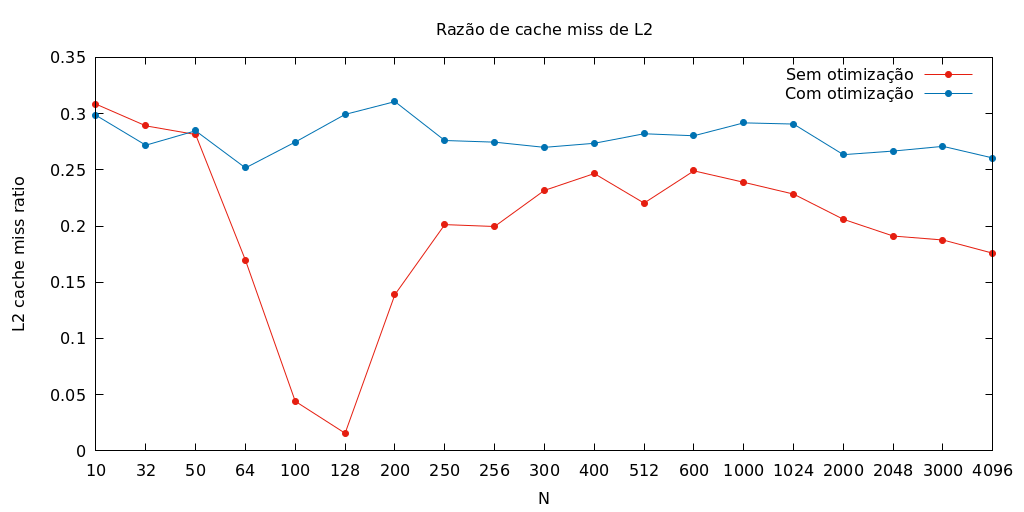 Razão de cache miss de L2
Sem otimização
Com otimização
0.35
0.3
0.25
0.2
0.15
0.1
0.05
0
L2 cache miss ratio
10 32 50 64 100 128 200 250 256 300 400 512 600 1000 1024 2000 2048 3000 4096
N